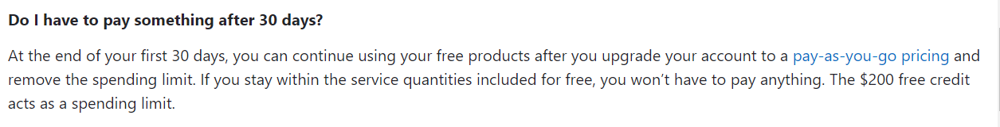 Do I have to pay something after 30 days?
At the end of your first 30 days, you can continue using your free products after you upgrade your account to a pay-as-you-go pricing and
remove the spending limit. If you stay within the service quantities included for free, you won’t have to pay anything. The $200 free credit
acts as a spending limit.